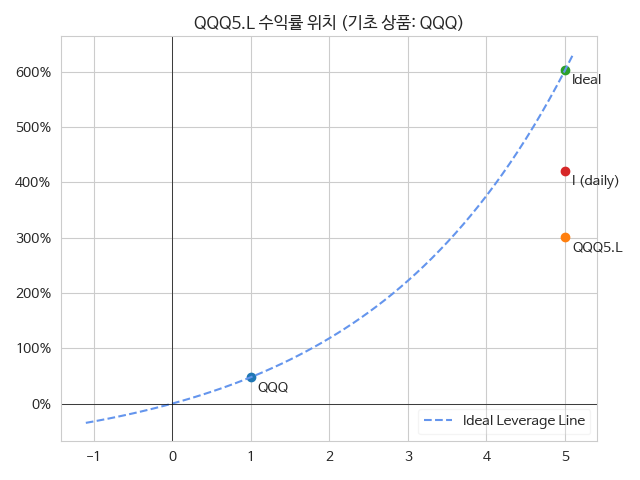 QQQ5.L 수익률 위치 (기초 상품: QQQ)
600%
500%
400%
300%
200%
100%
0%
Ideal
I (daily)
QQQ5.L
QQQ
Ideal Leverage Line
−1 0 1 2 3 4 5